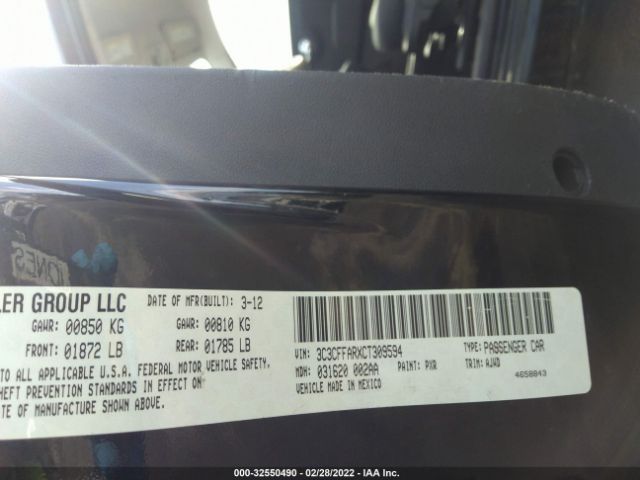 LER GROUP LLC DATE OF MFR(BUILT): 3-12
GAWR: 00850 KG GAWR: 00810 KG
FRONT: 01872 LB REAR: 01785 LB
TO ALL APPLICABLE U.S.A. FEDERAL MOTOR VEHICLE SAFETY,
HEFT PREVENTION STANDARDS IN EFFECT ON
TE OF MANUFACTURE SHOWN ABOVE.
VIN: 3C3CFFARXCT309594 TYPE: PASSENGER CAR
MDH: 031620 002AA PAINT: PXR TRIM: AJWD
VEHICLE MADE IN MEXICO 4658843
JONES
000-32550490 - 02/28/2022 - IAA Inc.